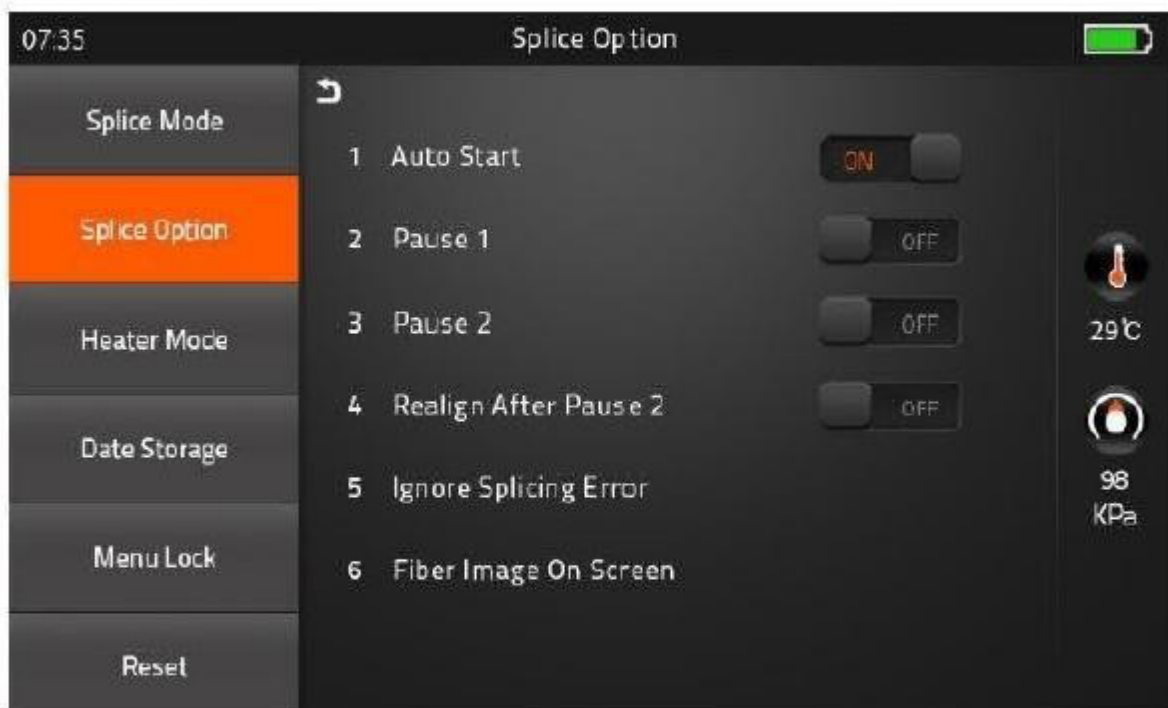 07:35 Splice Option
Splice Mode
Splice Option
Heater Mode
Date Storage
Menu Lock
Reset
1 Auto Start ON
2 Pause 1 OFF
3 Pause 2 OFF
4 Realign After Pause 2 OFF
5 Ignore Splicing Error
6 Fiber Image On Screen
29℃
98
KPa